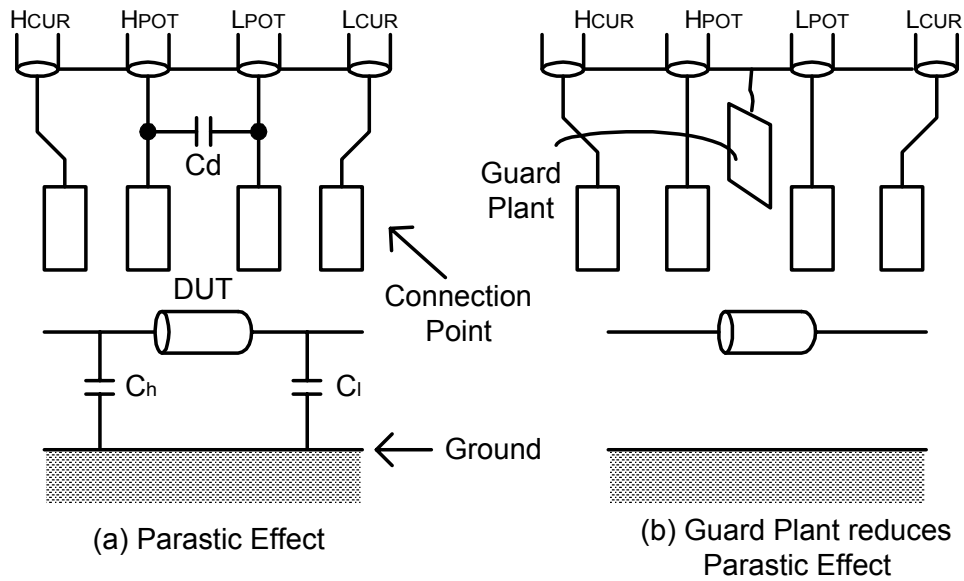 HCUR HPOT LPOT LCUR
HCUR HPOT LPOT LCUR
Cd
Guard
Plant
DUT
Connection
Point
Ch
Cl
Ground
(a) Parastic Effect
(b) Guard Plant reduces
Parastic Effect